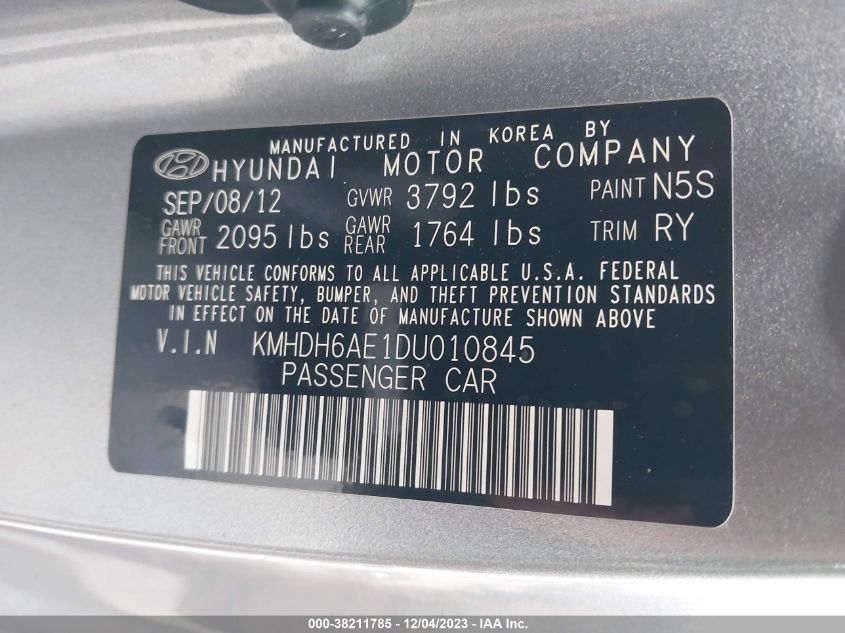 MANUFACTURED IN KOREA BY
HYUNDAI MOTOR COMPANY
SEP/08/12 GVWR 3792 lbs PAINT N5S
GAWR FRONT 2095 lbs GAWR REAR 1764 lbs TRIM RY
THIS VEHICLE CONFORMS TO ALL APPLICABLE U.S.A. FEDERAL
MOTOR VEHICLE SAFETY, BUMPER, AND THEFT PREVENTION STANDARDS
IN EFFECT ON THE DATE OF MANUFACTURE SHOWN ABOVE
V.I.N KMHDH6AE1DU010845
PASSENGER CAR
000-38211785 - 12/04/2023 - IAA Inc.